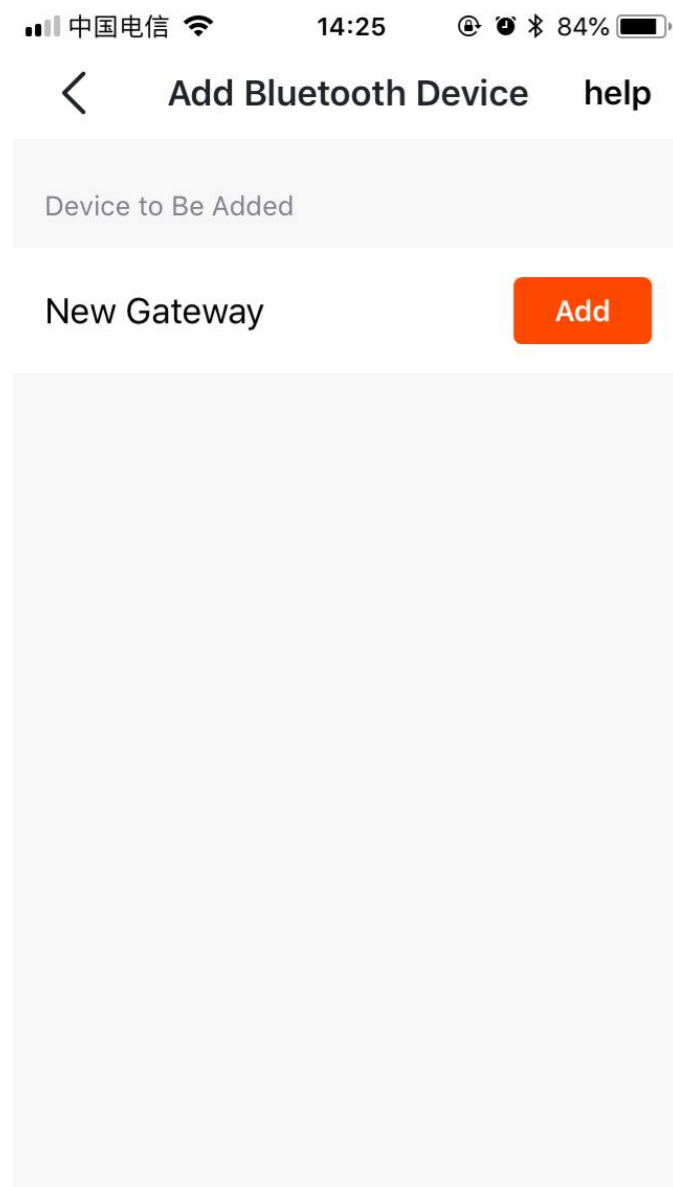 中国电信 14:25 84%
Add Bluetooth Device help
Device to Be Added
New Gateway Add